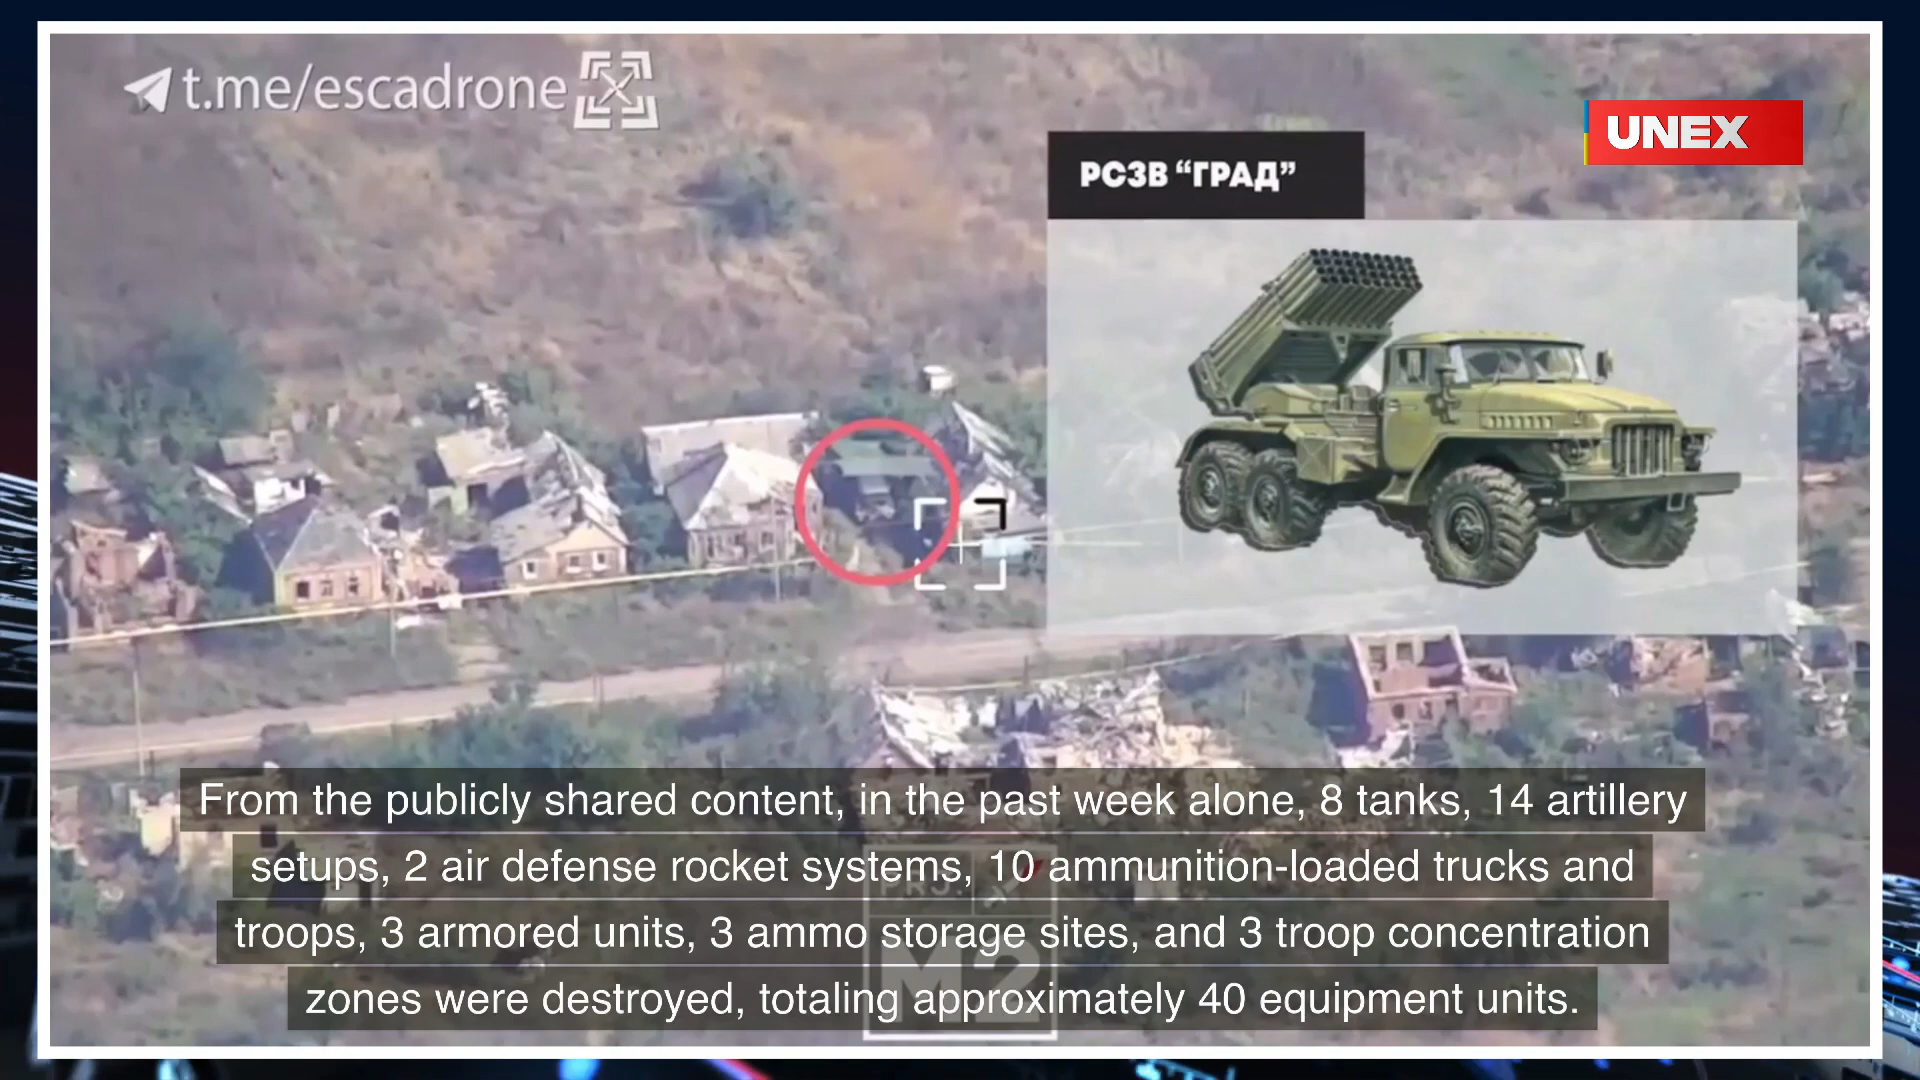 t.me/escadrone
UNEX
РСЗВ “ГРАД”
From the publicly shared content, in the past week alone, 8 tanks, 14 artillery
setups, 2 air defense rocket systems, 10 ammunition-loaded trucks and
troops, 3 armored units, 3 ammo storage sites, and 3 troop concentration
zones were destroyed, totaling approximately 40 equipment units.
PRJ.
M2